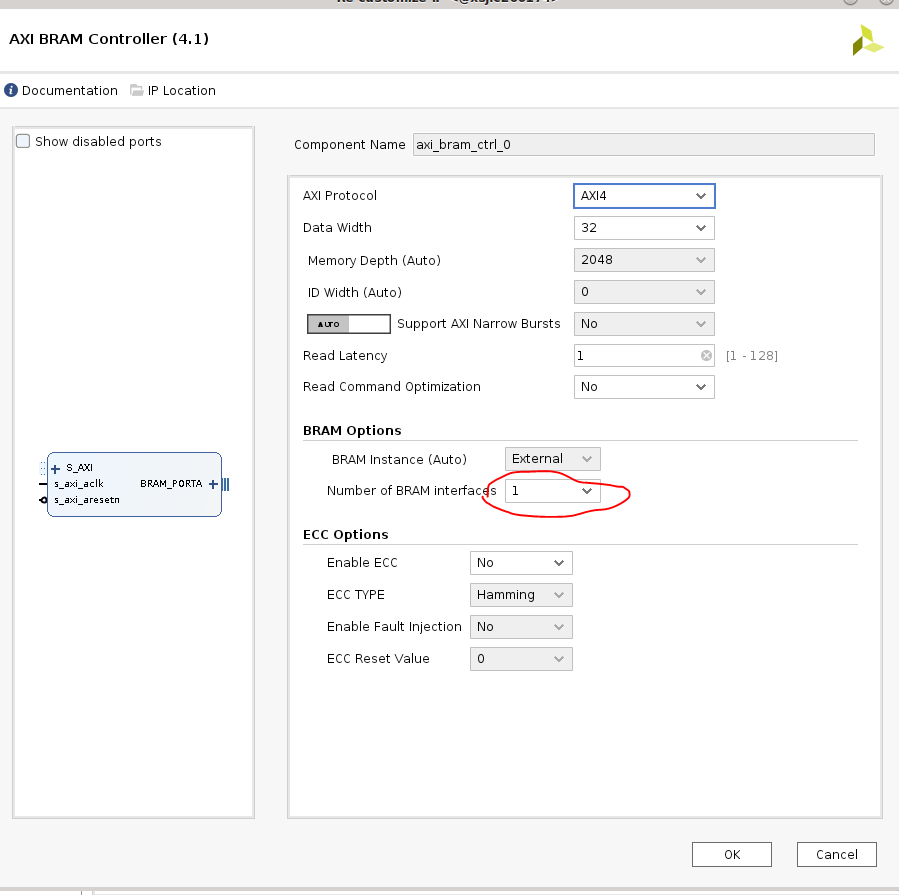 AXI BRAM Controller (4.1)
Documentation IP Location
Show disabled ports
S_AXI
s_axi_aclk BRAM_PORTA
s_axi_aresetn
Component Name axi_bram_ctrl_0
AXI Protocol AXI4
Data Width 32
Memory Depth (Auto) 2048
ID Width (Auto) 0
AUTO Support AXI Narrow Bursts No
Read Latency 1 [1 - 128]
Read Command Optimization No
BRAM Options
BRAM Instance (Auto) External
Number of BRAM interfaces 1
ECC Options
Enable ECC No
ECC TYPE Hamming
Enable Fault Injection No
ECC Reset Value 0
OK Cancel